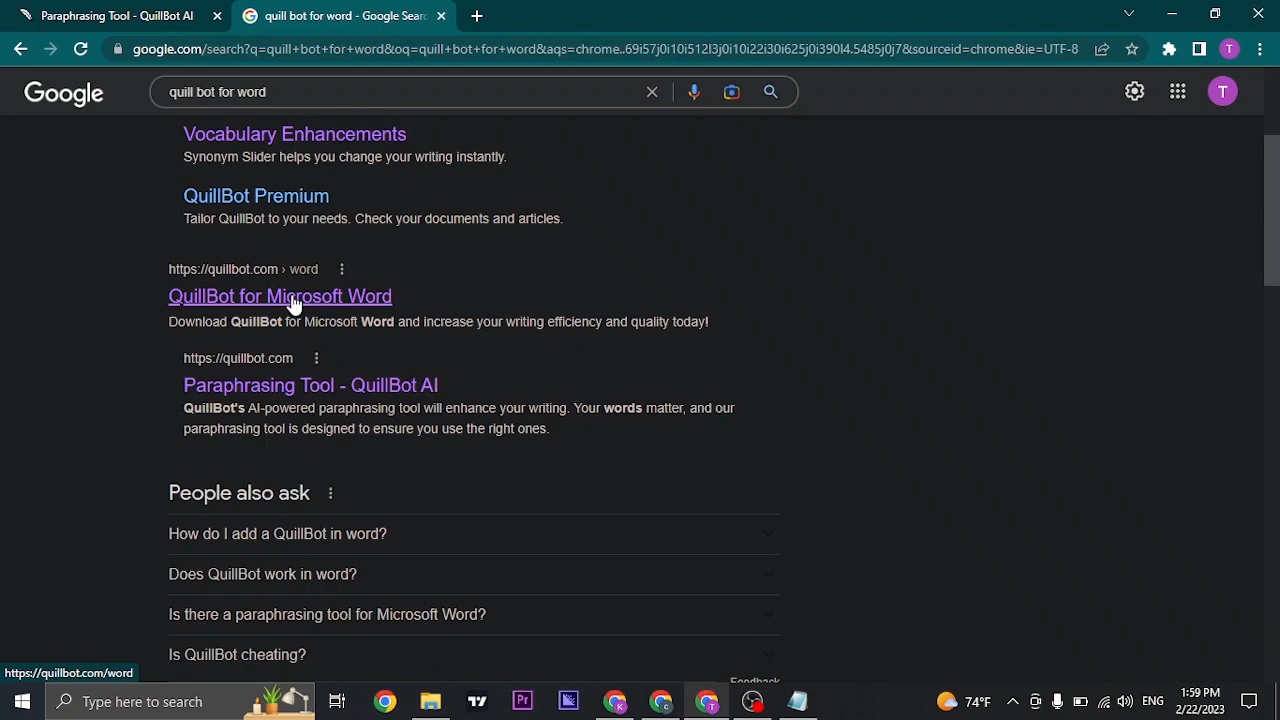 Paraphrasing Tool - QuillBot AI
quill bot for word - Google Sear
google.com/search?q=quill+bot+for+word&oq=quill+bot+for+word&aqs=chrome..69i57j0i10i512l3j0i10i22i30i625j0i390l4.5485j0j7&sourceid=chrome&ie=UTF-8
T
Google
quill bot for word
T
Vocabulary Enhancements
Synonym Slider helps you change your writing instantly.
QuillBot Premium
Tailor QuillBot to your needs. Check your documents and articles.
https://quillbot.com › word
QuillBot for Microsoft Word
Download QuillBot for Microsoft Word and increase your writing efficiency and quality today!
https://quillbot.com
Paraphrasing Tool - QuillBot AI
QuillBot's AI-powered paraphrasing tool will enhance your writing. Your words matter, and our
paraphrasing tool is designed to ensure you use the right ones.
People also ask
How do I add a QuillBot in word?
Does QuillBot work in word?
Is there a paraphrasing tool for Microsoft Word?
Is QuillBot cheating?
Feedback
https://quillbot.com/word
Type here to search
Pr
K
C
T
74°F
ENG
1:59 PM
2/22/2023